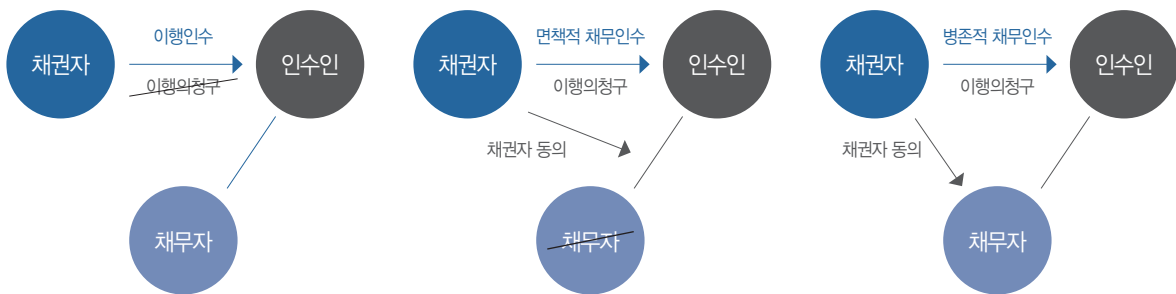 채권자
이행인수
이행의청구
인수인
채무자
채권자
면책적 채무인수
이행의청구
인수인
채권자 동의
채무자
채권자
병존적 채무인수
이행의청구
인수인
채권자 동의
채무자